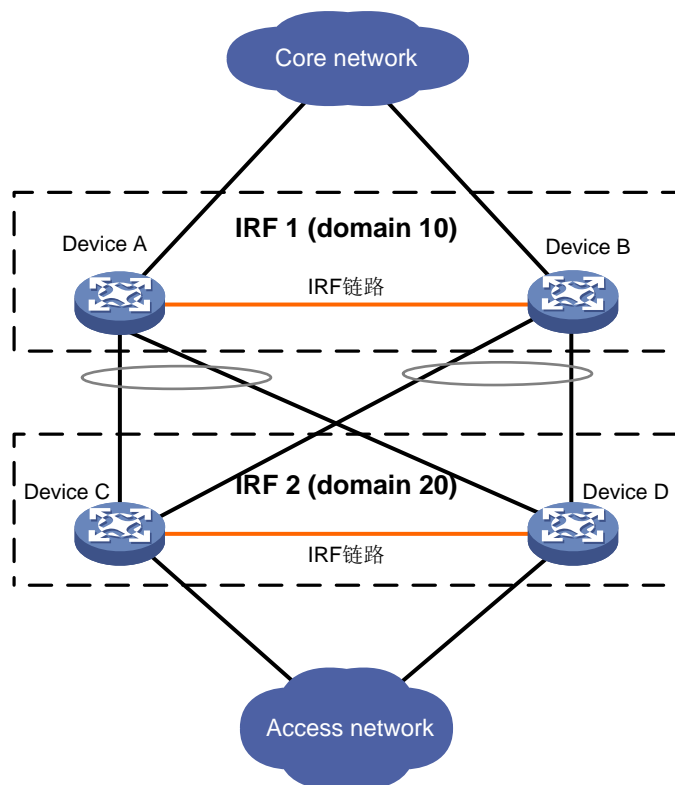 Core network
IRF 1 (domain 10)
Device A
Device B
IRF链路
Device C
IRF 2 (domain 20)
Device D
IRF链路
Access network